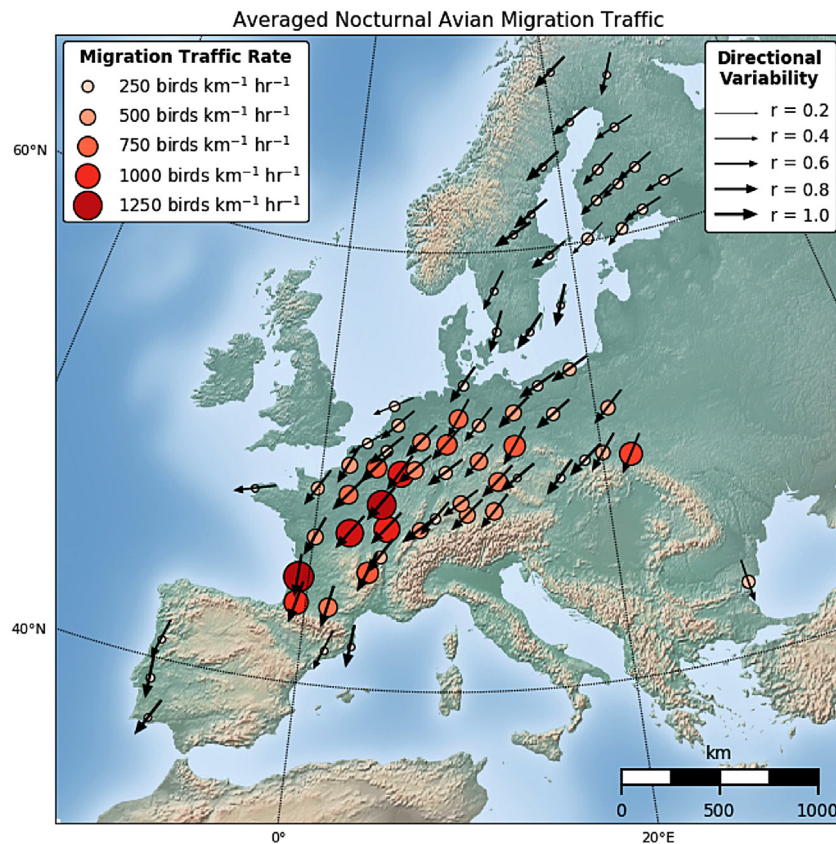 Averaged Nocturnal Avian Migration Traffic
Migration Traffic Rate
250 birds km⁻¹ hr⁻¹
500 birds km⁻¹ hr⁻¹
750 birds km⁻¹ hr⁻¹
1000 birds km⁻¹ hr⁻¹
1250 birds km⁻¹ hr⁻¹
Directional
Variability
r = 0.2
r = 0.4
r = 0.6
r = 0.8
r = 1.0
60°N
40°N
km
0 500 1000
0° 20°E